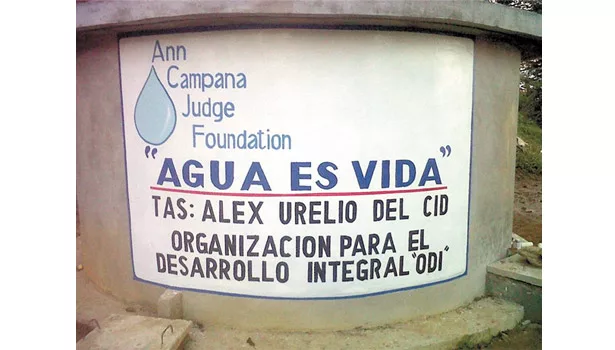 Ann
Campana
Judge
Foundation
"AGUA ES VIDA"
TAS: ALEX URELIO DEL CID
ORGANIZACION PARA EL
DESARROLLO INTEGRAL "ODI"